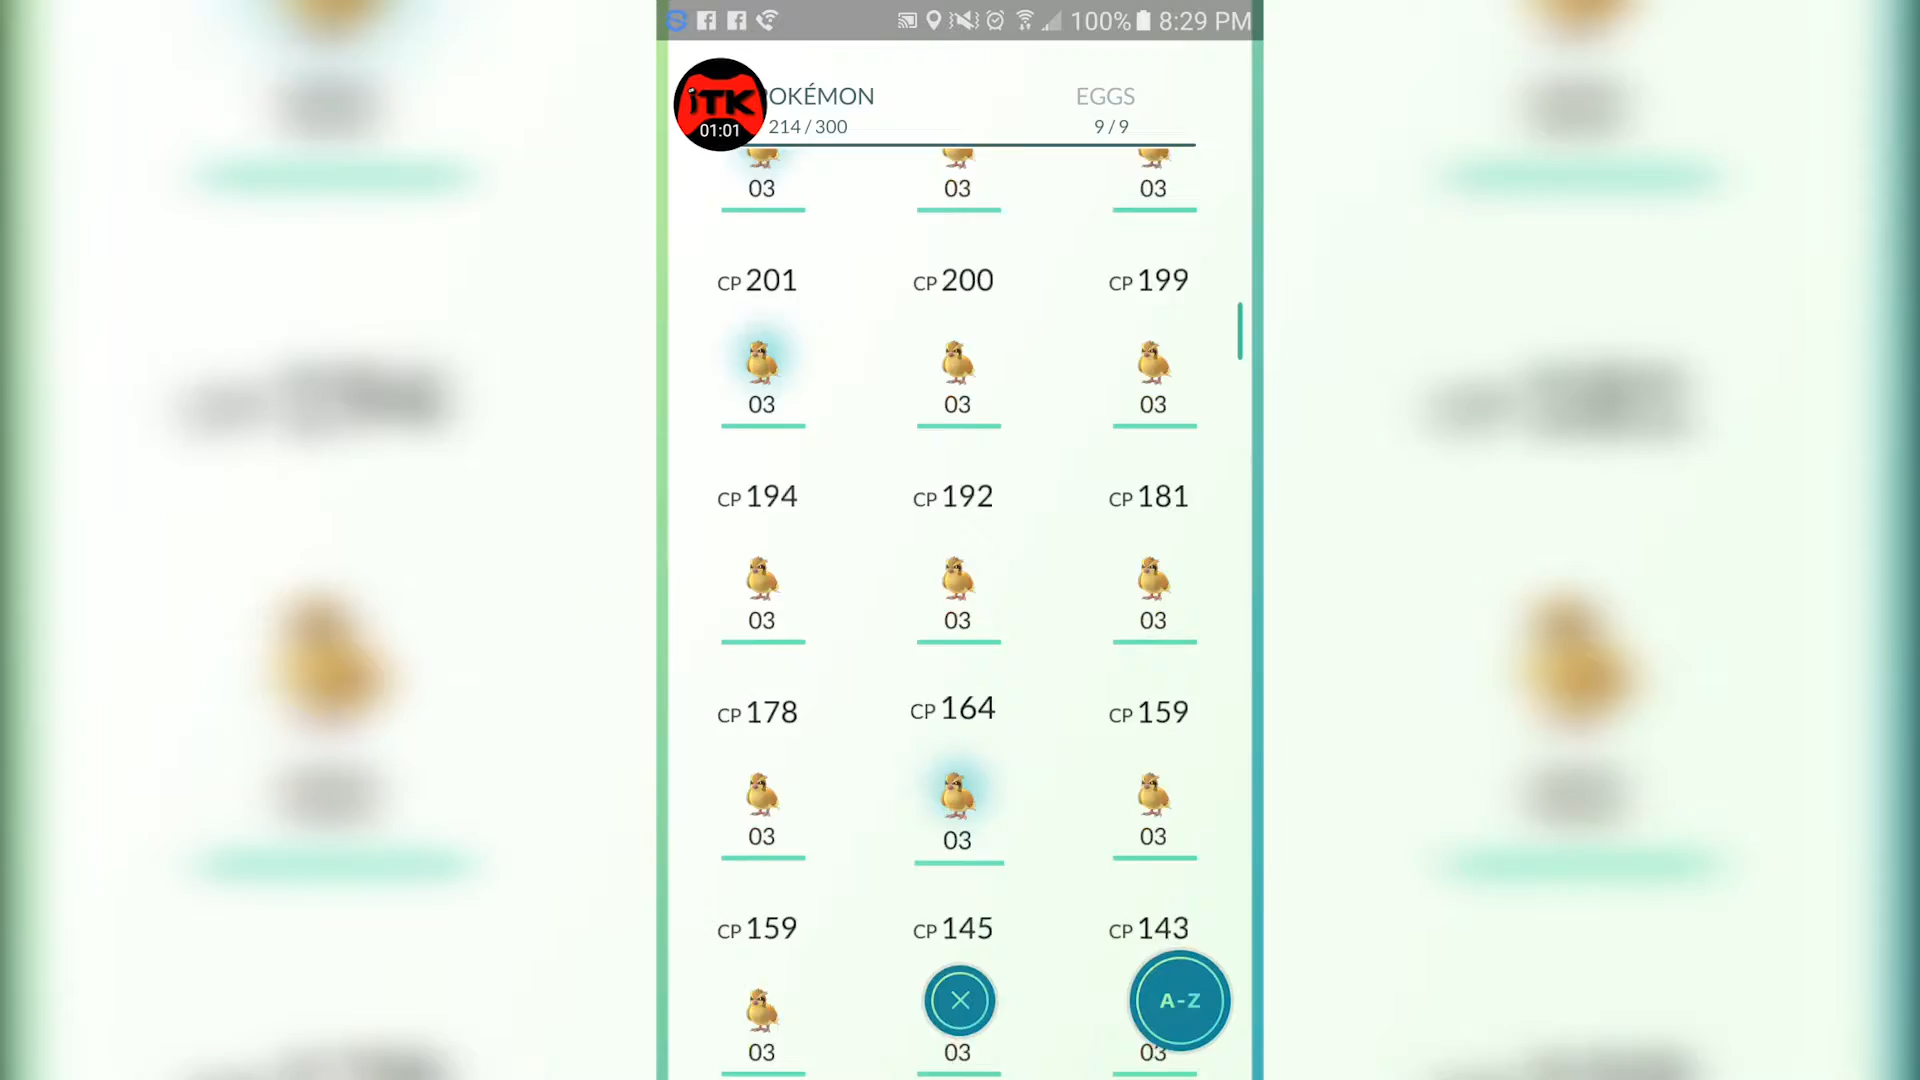 100% 8:29 PM
iTK
01:01
OKÉMON
214 / 300
EGGS
9 / 9
03 03 03
CP 201 CP 200 CP 199
03 03 03
CP 194 CP 192 CP 181
03 03 03
CP 178 CP 164 CP 159
03 03 03
CP 159 CP 145 CP 143
A-Z
03 03 03